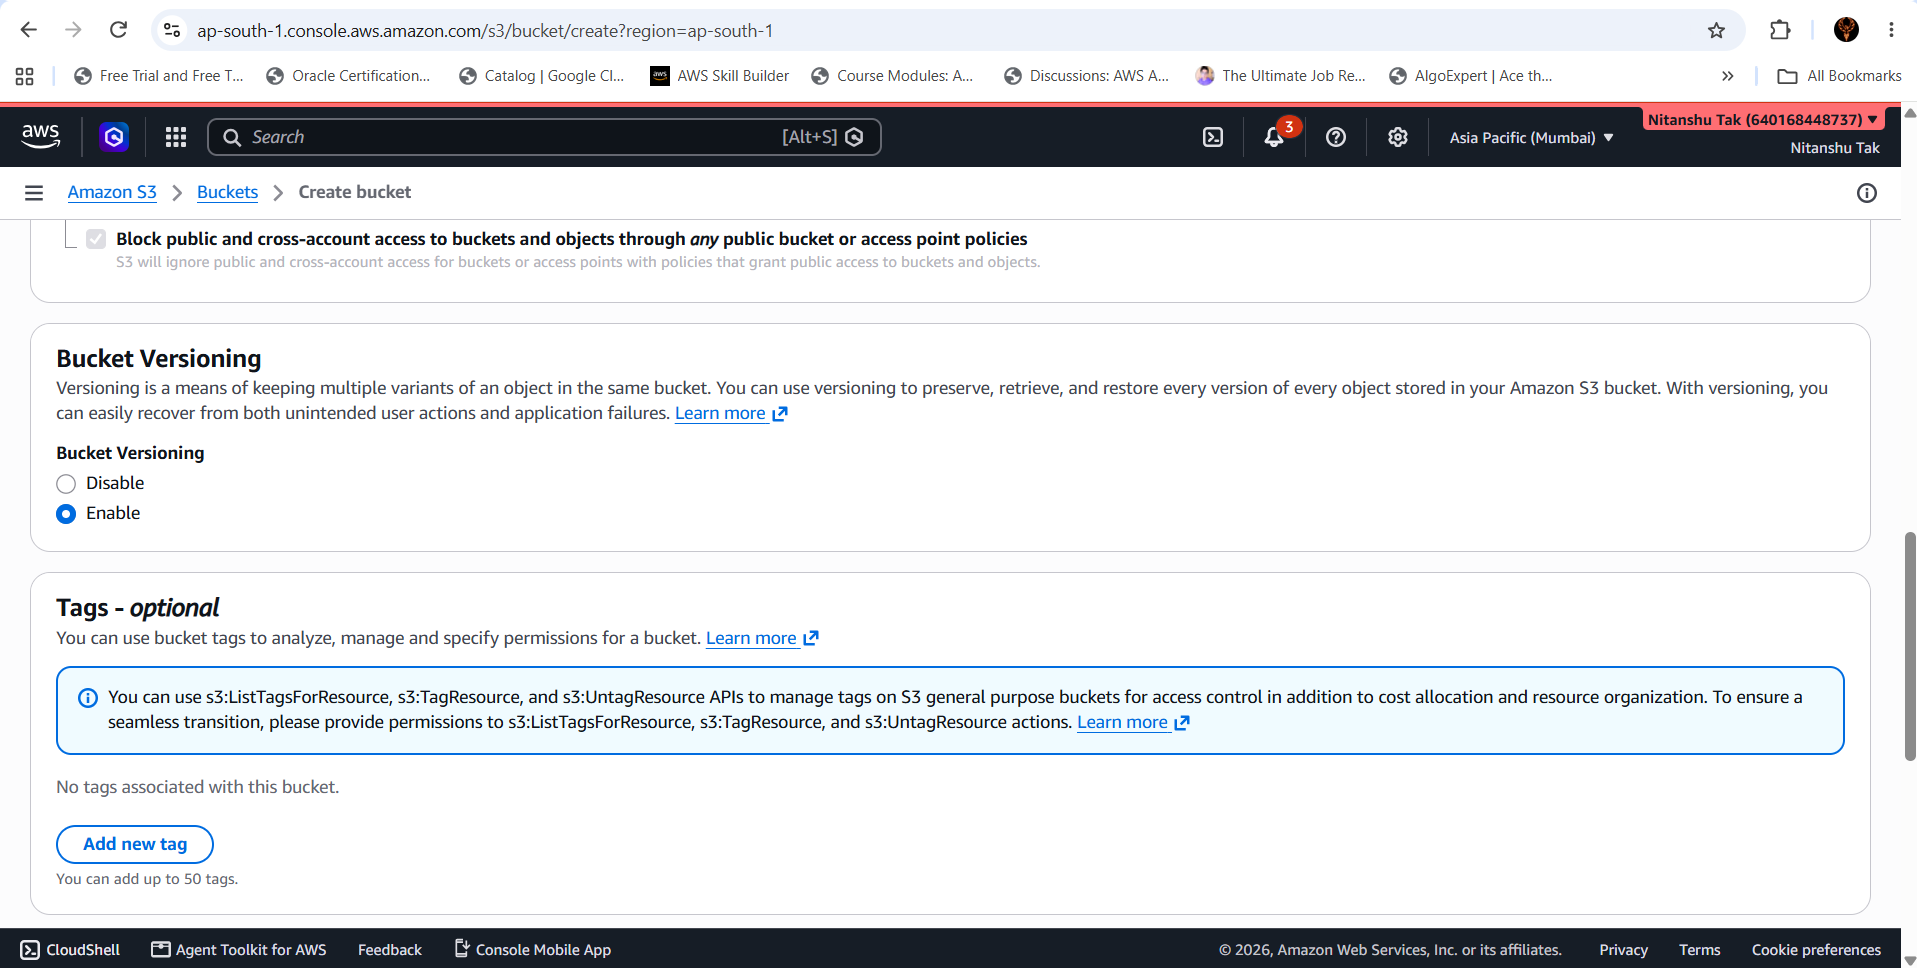 ap-south-1.console.aws.amazon.com/s3/bucket/create?region=ap-south-1
Free Trial and Free T... Oracle Certification... Catalog | Google Cl... aws AWS Skill Builder Course Modules: A... Discussions: AWS A... The Ultimate Job Re... AlgoExpert | Ace th... » All Bookmarks
aws Search [Alt+S] 3 Asia Pacific (Mumbai) Nitanshu Tak (640168448737)
Nitanshu Tak
Amazon S3 Buckets Create bucket
Block public and cross-account access to buckets and objects through any public bucket or access point policies
S3 will ignore public and cross-account access for buckets or access points with policies that grant public access to buckets and objects.
Bucket Versioning
Versioning is a means of keeping multiple variants of an object in the same bucket. You can use versioning to preserve, retrieve, and restore every version of every object stored in your Amazon S3 bucket. With versioning, you
can easily recover from both unintended user actions and application failures. Learn more
Bucket Versioning
Disable
Enable
Tags - optional
You can use bucket tags to analyze, manage and specify permissions for a bucket. Learn more
You can use s3:ListTagsForResource, s3:TagResource, and s3:UntagResource APIs to manage tags on S3 general purpose buckets for access control in addition to cost allocation and resource organization. To ensure a
seamless transition, please provide permissions to s3:ListTagsForResource, s3:TagResource, and s3:UntagResource actions. Learn more
No tags associated with this bucket.
Add new tag
You can add up to 50 tags.
CloudShell Agent Toolkit for AWS Feedback Console Mobile App © 2026, Amazon Web Services, Inc. or its affiliates. Privacy Terms Cookie preferences